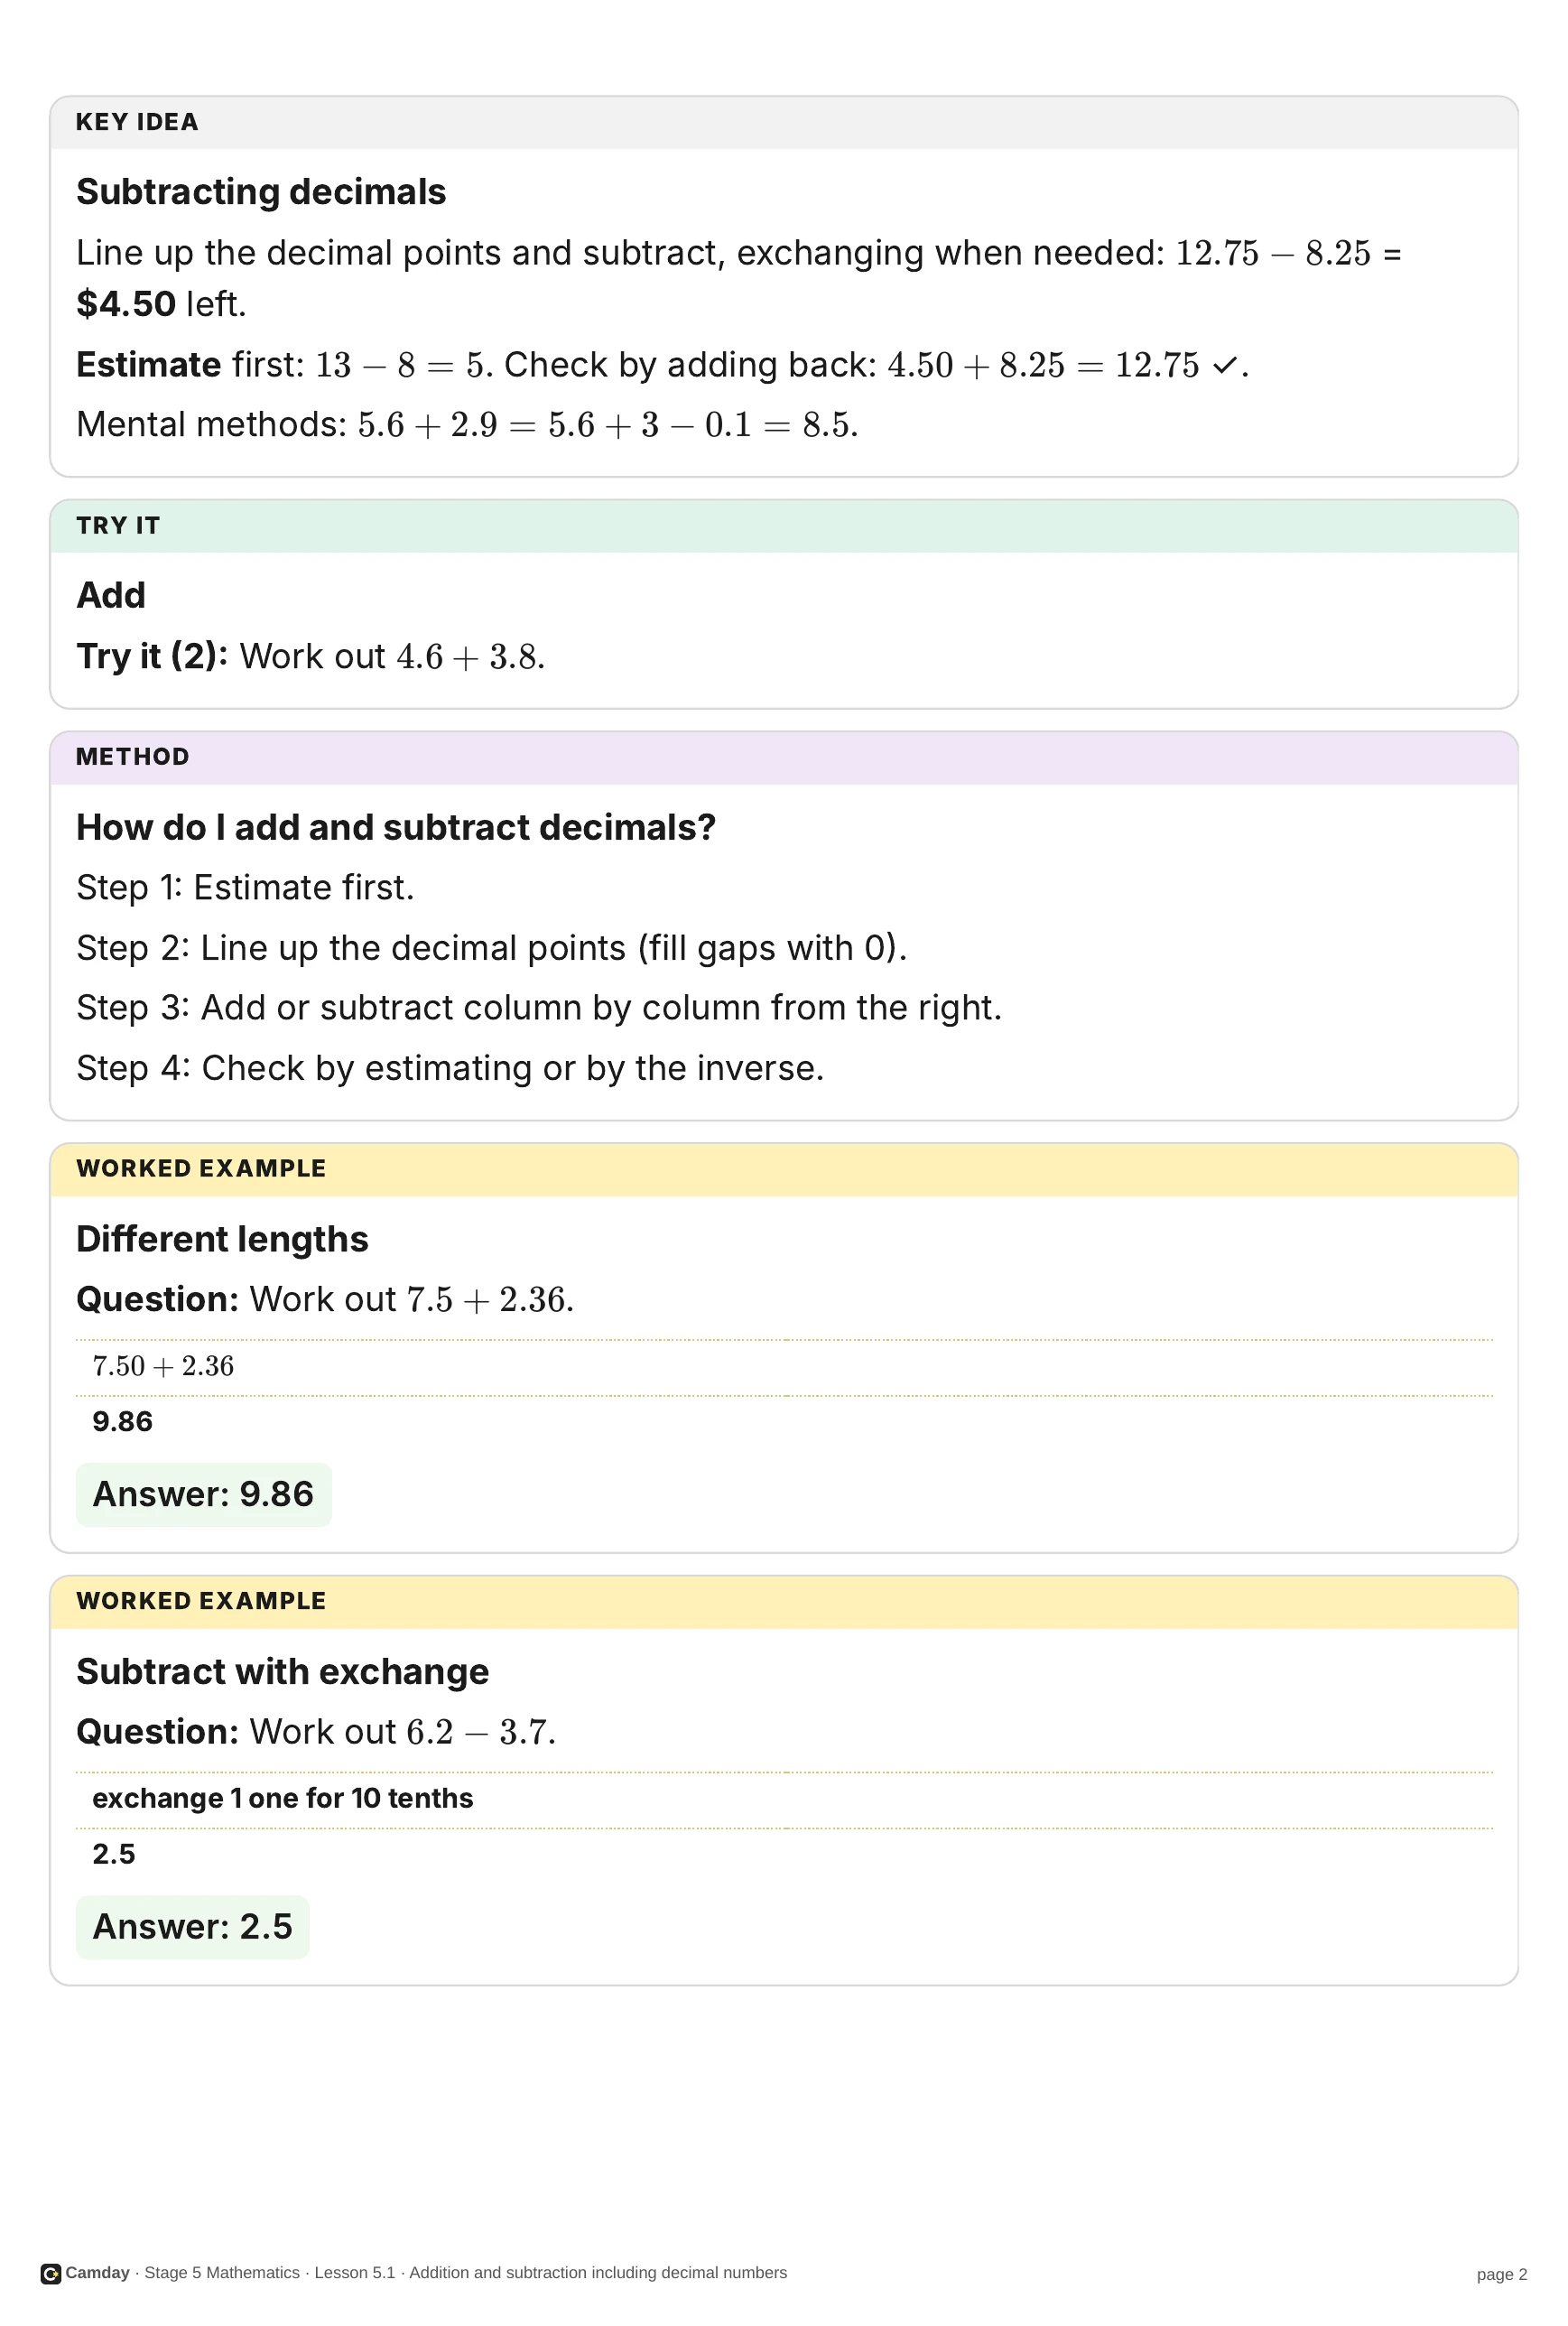 KEY IDEA
Subtracting decimals
Line up the decimal points and subtract, exchanging when needed: 12.75 − 8.25 =
$4.50 left.
Estimate first: 13 − 8 = 5. Check by adding back: 4.50 + 8.25 = 12.75 ✓.
Mental methods: 5.6 + 2.9 = 5.6 + 3 − 0.1 = 8.5.
TRY IT
Add
Try it (2): Work out 4.6 + 3.8.
METHOD
How do I add and subtract decimals?
Step 1: Estimate first.
Step 2: Line up the decimal points (fill gaps with 0).
Step 3: Add or subtract column by column from the right.
Step 4: Check by estimating or by the inverse.
WORKED EXAMPLE
Different lengths
Question: Work out 7.5 + 2.36.
7.50 + 2.36
9.86
Answer: 9.86
WORKED EXAMPLE
Subtract with exchange
Question: Work out 6.2 − 3.7.
exchange 1 one for 10 tenths
2.5
Answer: 2.5
Camday · Stage 5 Mathematics · Lesson 5.1 · Addition and subtraction including decimal numbers
page 2